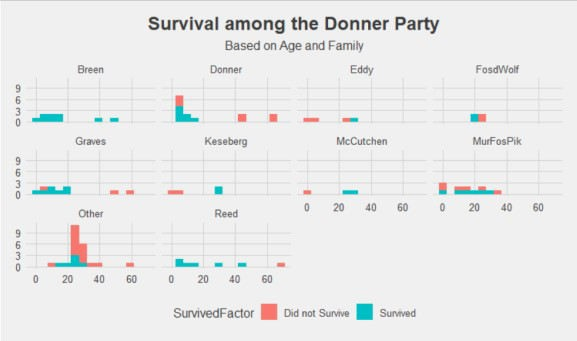 Survival among the Donner Party
Based on Age and Family
Breen Donner Eddy FosdWolf
9
6
3
0
Graves Keseberg McCutchen MurFosPik
9
6
3
0
0 20 40 60 0 20 40 60
Other Reed
9
6
3
0
0 20 40 60 0 20 40 60
SurvivedFactor Did not Survive Survived